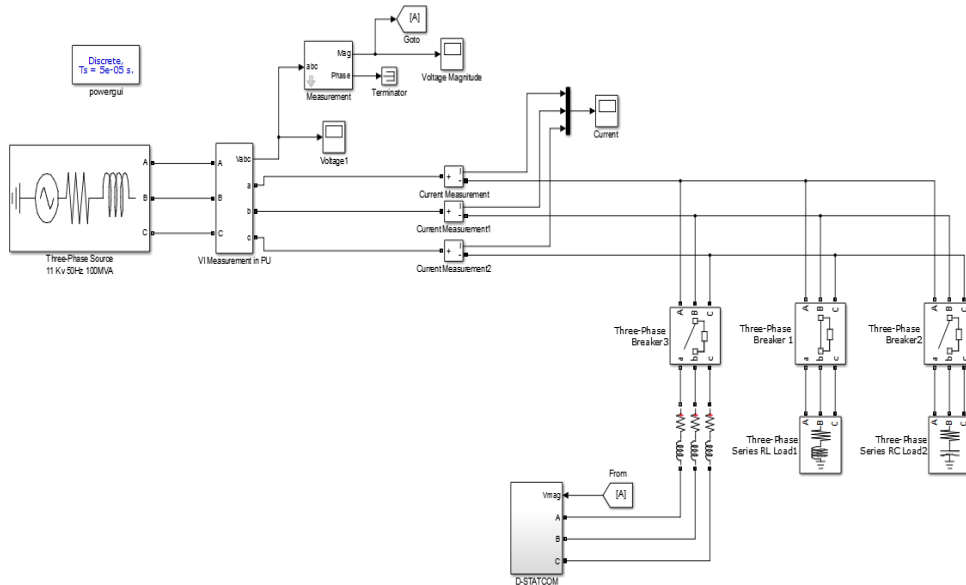 [A]
Goto
Discrete,
Ts = 5e-05 s.
powergui
abc
Mag
Phase
Measurement
Terminator
Voltage Magnitude
Voltage1
Current
A
B
C
Three-Phase Source
11 Kv 50Hz 100MVA
A
B
C
Vabc
a
b
c
VI Measurement in PU
+
i
-
Current Measurement
+
i
-
Current Measurement1
+
i
-
Current Measurement2
A B C
a b c
Three-Phase
Breaker3
A B C
a b c
Three-Phase
Breaker 1
A B C
a b c
Three-Phase
Breaker2
A B C
Three-Phase
Series RL Load1
A B C
Three-Phase
Series RC Load2
From
[A]
Vmag
A
B
C
D-STATCOM